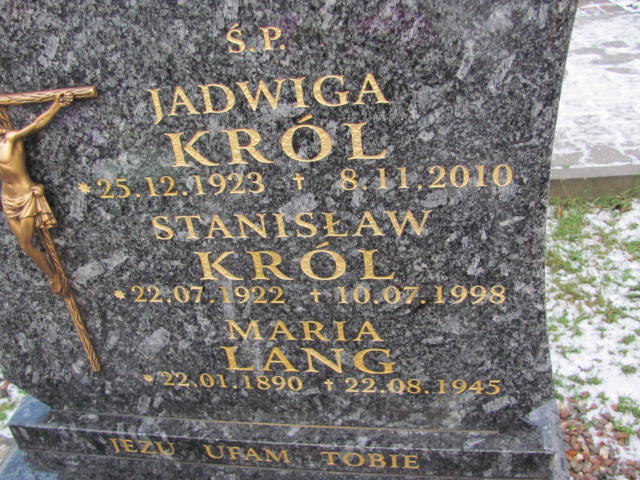 Ś.P.
JADWIGA
KRÓL
*25.12.1923 † 8.11.2010
STANISŁAW
KRÓL
*22.07.1922 † 10.07.1998
MARIA
LANG
*22.01.1890 † 22.08.1945
JEZU UFAM TOBIE